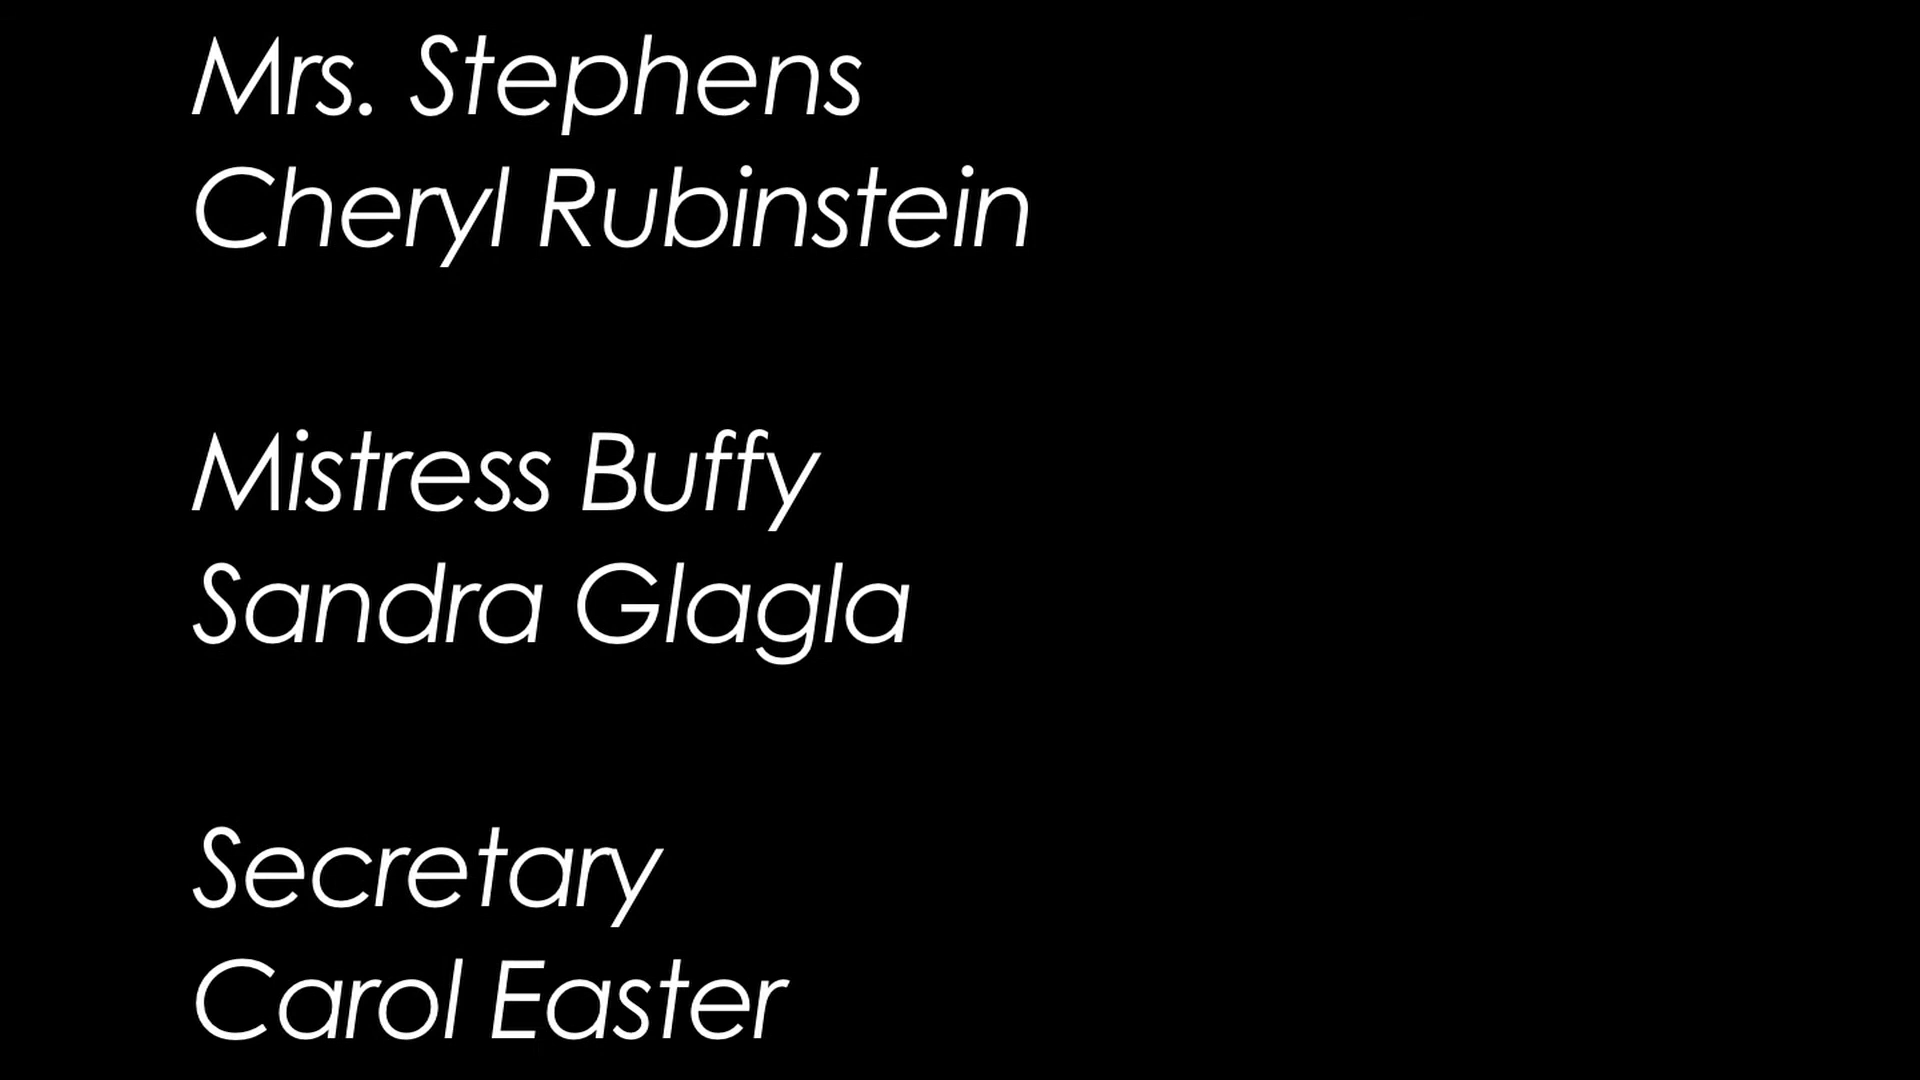 Mrs. Stephens
Cheryl Rubinstein
Mistress Buffy
Sandra Glagla
Secretary
Carol Easter